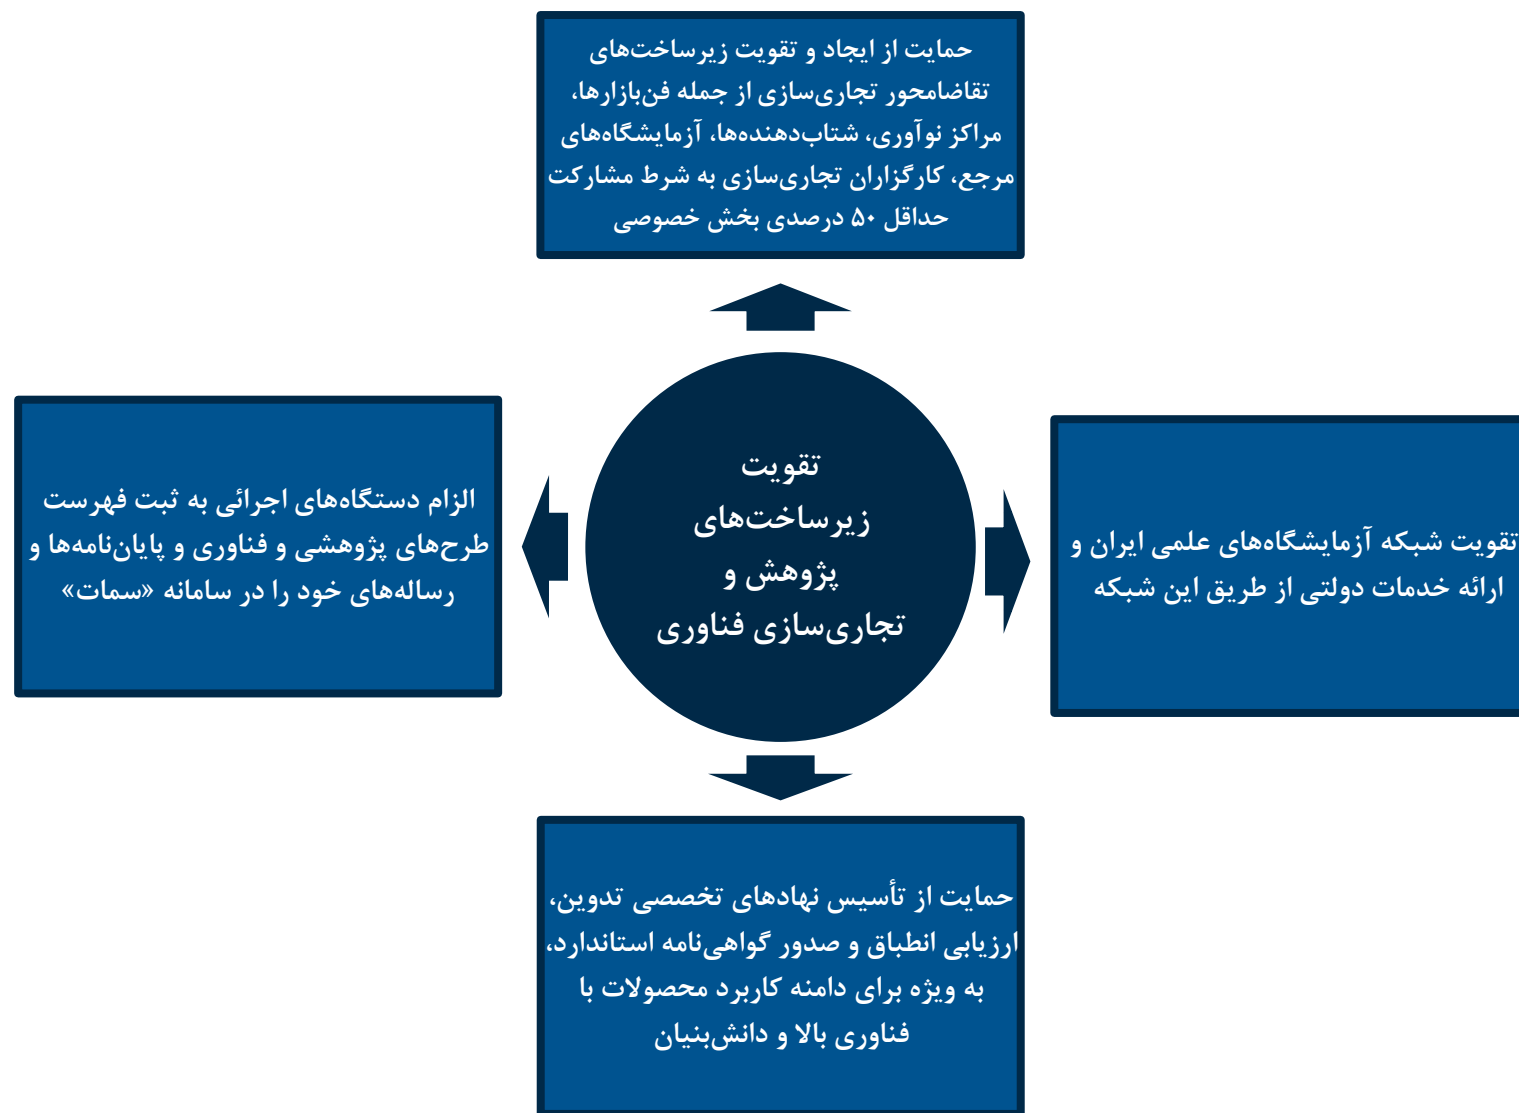 حمایت از ایجاد و تقویت زیرساخت‌های
تقاضامحور تجاری‌سازی از جمله فن‌بازارها،
مراکز نوآوری، شتاب‌دهنده‌ها، آزمایشگاه‌های
مرجع، کارگزاران تجاری‌سازی به شرط مشارکت
حداقل ۵۰ درصدی بخش خصوصی
تقویت شبکه آزمایشگاه‌های علمی ایران و
ارائه خدمات دولتی از طریق این شبکه
تقویت
زیرساخت‌های
پژوهش و
تجاری‌سازی فناوری
الزام دستگاه‌های اجرائی به ثبت فهرست
طرح‌های پژوهشی و فناوری و پایان‌نامه‌ها و
رساله‌های خود را در سامانه «سمات»
حمایت از تأسیس نهادهای تخصصی تدوین،
ارزیابی انطباق و صدور گواهی‌نامه استاندارد،
به ویژه برای دامنه کاربرد محصولات با
فناوری بالا و دانش‌بنیان